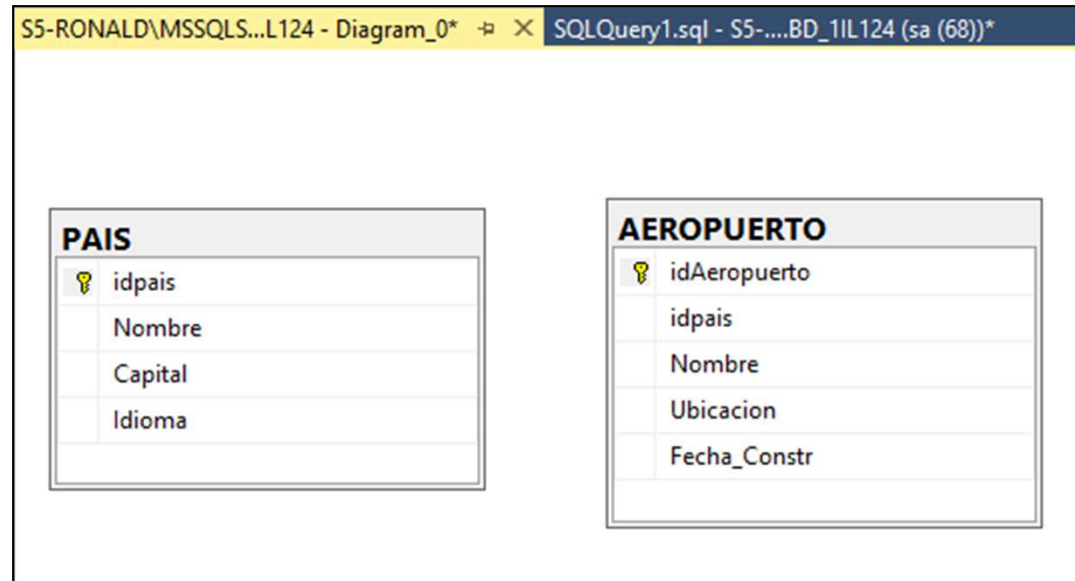 S5-RONALD\MSSQLS...L124 - Diagram_0* SQLQuery1.sql - S5-....BD_1IL124 (sa (68))*
PAIS
idpais
Nombre
Capital
Idioma
AEROPUERTO
idAeropuerto
idpais
Nombre
Ubicacion
Fecha_Constr